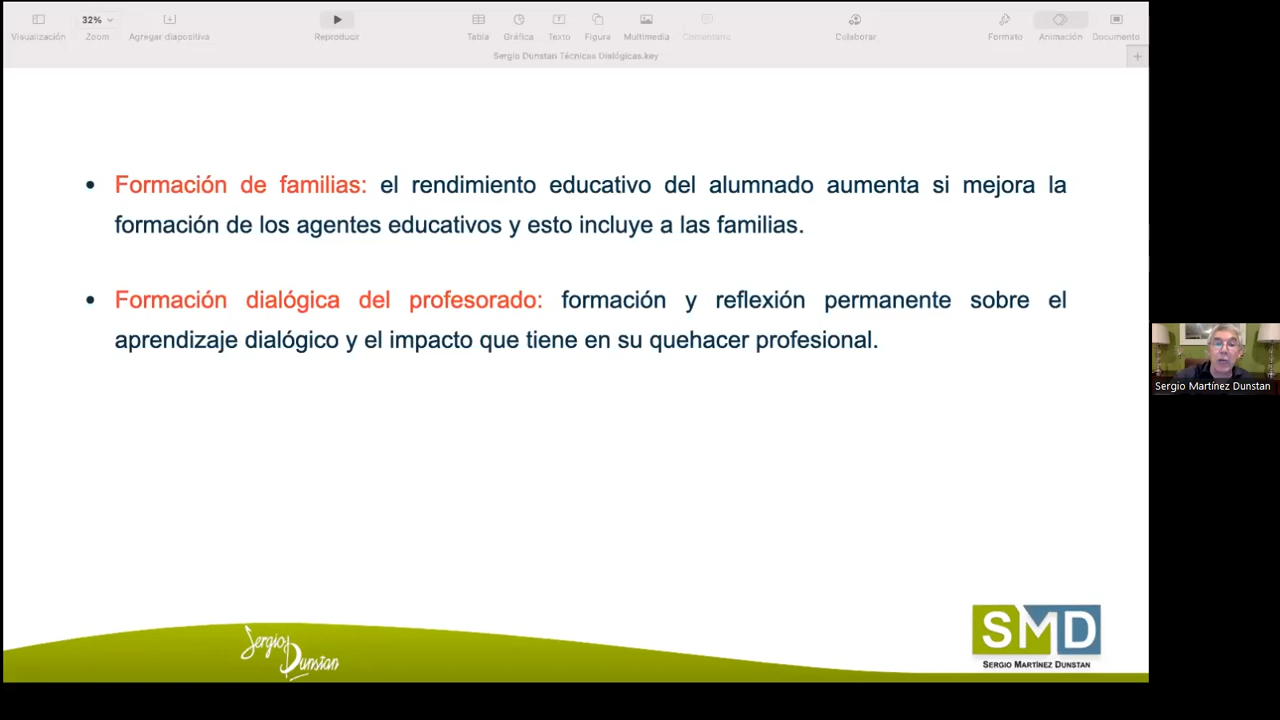 32%
Visualización Zoom Agregar diapositiva Reproducir Tabla Gráfica Texto Figura Multimedia Comentario Colaborar Formato Animación Documento
Sergio Dunstan Técnicas Dialógicas.key
• Formación de familias: el rendimiento educativo del alumnado aumenta si mejora la
formación de los agentes educativos y esto incluye a las familias.
• Formación dialógica del profesorado: formación y reflexión permanente sobre el
aprendizaje dialógico y el impacto que tiene en su quehacer profesional.
Sergio Martínez Dunstan
Sergio
Dunstan
SMD
SERGIO MARTÍNEZ DUNSTAN